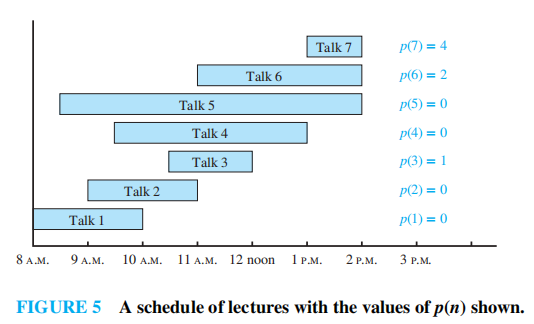 Talk 7 p(7) = 4
Talk 6 p(6) = 2
Talk 5 p(5) = 0
Talk 4 p(4) = 0
Talk 3 p(3) = 1
Talk 2 p(2) = 0
Talk 1 p(1) = 0
8 A.M. 9 A.M. 10 A.M. 11 A.M. 12 noon 1 P.M. 2 P.M. 3 P.M.
FIGURE 5 A schedule of lectures with the values of p(n) shown.